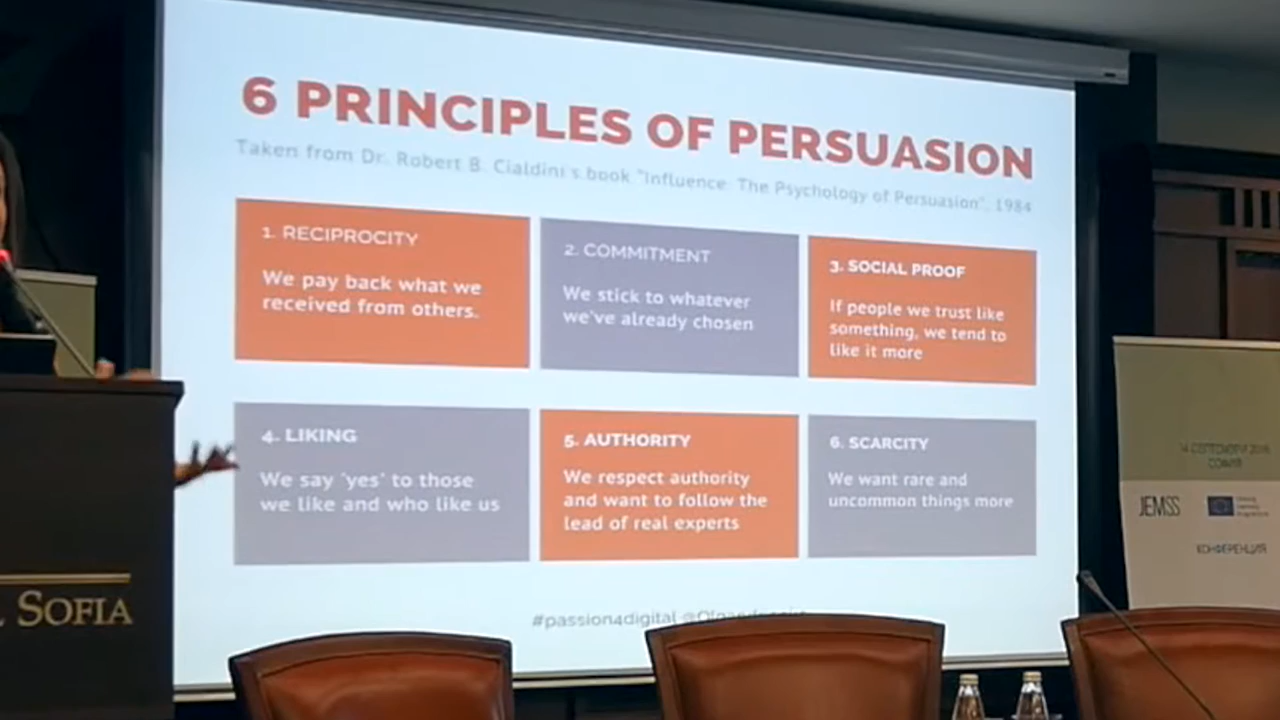 6 PRINCIPLES OF PERSUASION
Taken from Dr. Robert B. Cialdini's book "Influence: The Psychology of Persuasion", 1984
1. RECIPROCITY
We pay back what we
received from others.
2. COMMITMENT
We stick to whatever
we've already chosen
3. SOCIAL PROOF
If people we trust like
something, we tend to
like it more
4. LIKING
We say "yes" to those
we like and who like us
5. AUTHORITY
We respect authority
and want to follow the
lead of real experts
6. SCARCITY
We want rare and
uncommon things more
#passion4digital
SOFIA
14 СЕПТЕМВРИ
СОФИЯ
JEMSS
КОНФЕРЕНЦИЯ